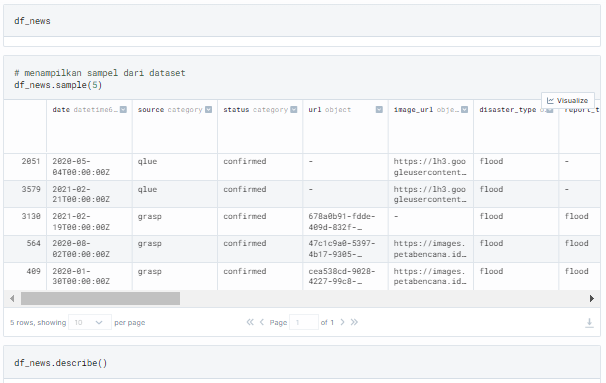 df_news
# menampilkan sampel dari dataset
df_news.sample(5)
Visualize
date datetime6… source category status category url object image_url obje… disaster_type report_t
2051 2020-05-04T00:00:00Z qlue confirmed - https://lh3.googleusercontent… flood -
3579 2021-02-21T00:00:00Z qlue confirmed - https://lh3.googleusercontent… flood -
3130 2021-02-19T00:00:00Z grasp confirmed 678a0b91-fdde-409d-832f-… - flood flood
564 2020-08-02T00:00:00Z grasp confirmed 47c1c9a0-5397-4b17-9305-… https://images.petabencana.id… flood flood
409 2020-01-30T00:00:00Z grasp confirmed cea538cd-9028-4227-99c8-… https://images.petabencana.id… flood flood
5 rows, showing 10 per page Page 1 of 1
df_news.describe()